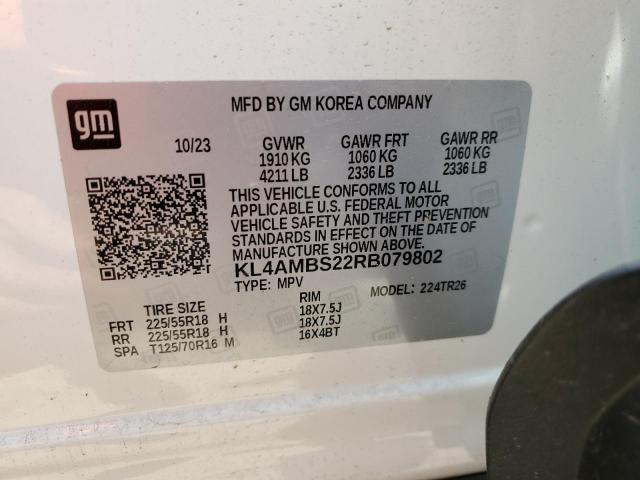 gm
MFD BY GM KOREA COMPANY
10/23 GVWR GAWR FRT GAWR RR
1910 KG 1060 KG 1060 KG
4211 LB 2336 LB 2336 LB
THIS VEHICLE CONFORMS TO ALL
APPLICABLE U.S. FEDERAL MOTOR
VEHICLE SAFETY AND THEFT PREVENTION
STANDARDS IN EFFECT ON THE DATE OF
MANUFACTURE SHOWN ABOVE.
KL4AMBS22RB079802
TYPE: MPV MODEL: 224TR26
TIRE SIZE RIM
FRT 225/55R18 H 18X7.5J
RR 225/55R18 H 18X7.5J
SPA T125/70R16 M 16X4BT